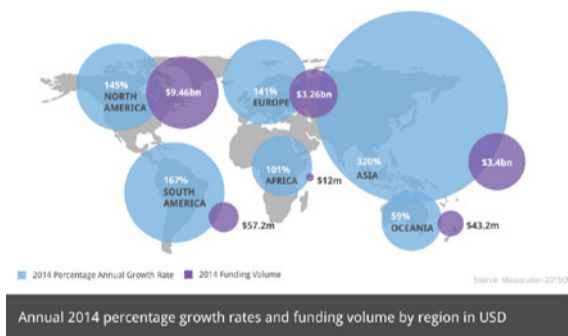 145%
NORTH
AMERICA
$9.46bn
141%
EUROPE
$3.26bn
320%
ASIA
$3.4bn
167%
SOUTH
AMERICA
$57.2m
101%
AFRICA
$12m
59%
OCEANIA
$43.2m
2014 Percentage Annual Growth Rate
2014 Funding Volume
Source:
Annual 2014 percentage growth rates and funding volume by region in USD